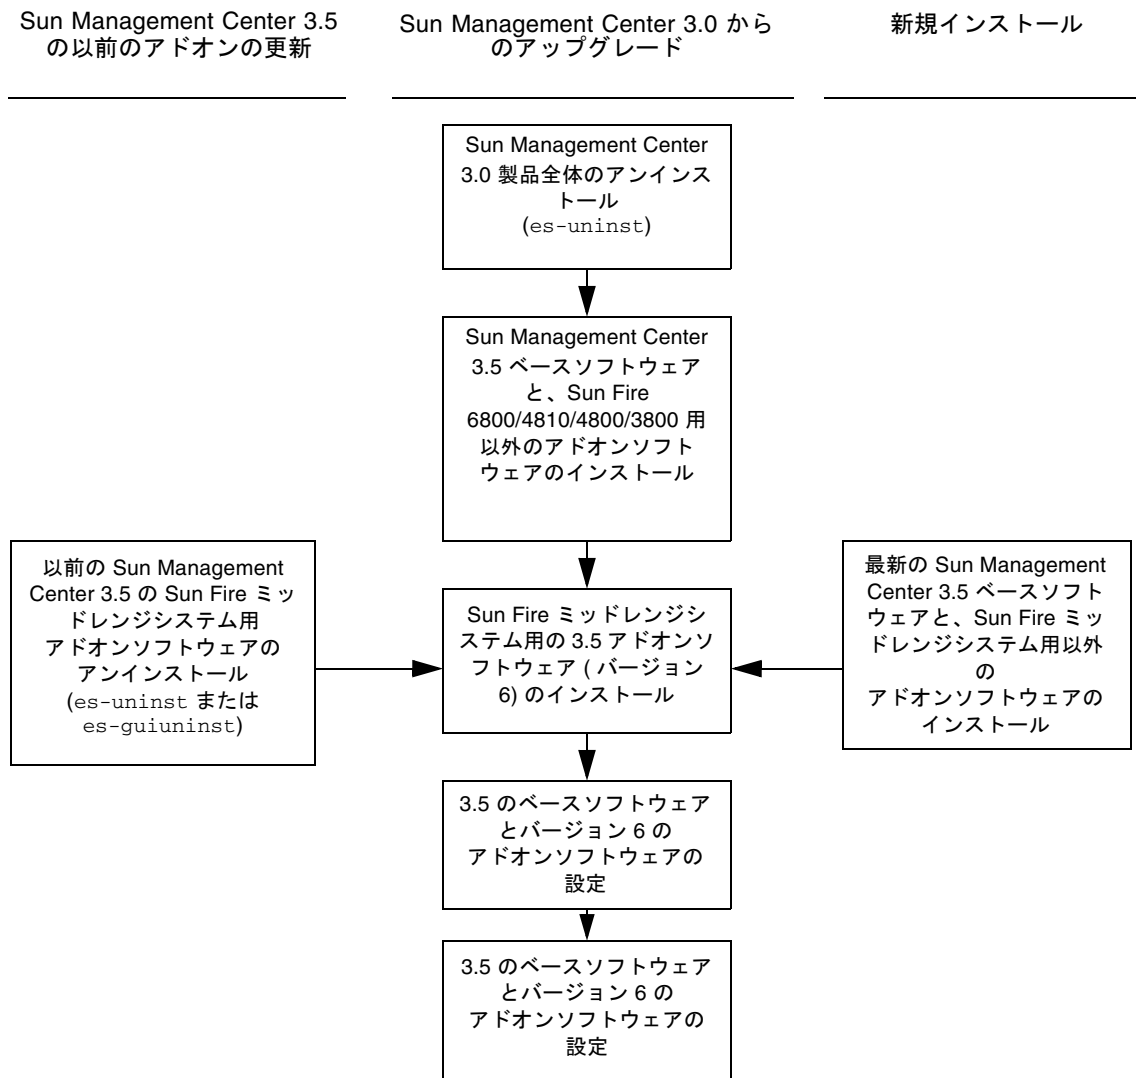 Sun Management Center 3.5
の以前のアドオンの更新
Sun Management Center 3.0 から
のアップグレード
新規インストール
Sun Management Center
3.0 製品全体のアンインス
トール
(es-uninst)
Sun Management Center
3.5 ベースソフトウェア
と、Sun Fire
6800/4810/4800/3800 用
以外のアドオンソフト
ウェアのインストール
以前の Sun Management
Center 3.5 の Sun Fire ミッ
ドレンジシステム用
アドオンソフトウェアの
アンインストール
(es-uninst または
es-guiuninst)
Sun Fire ミッドレンジシ
ステム用の 3.5 アドオンソ
フトウェア ( バージョン
6) のインストール
最新の Sun Management
Center 3.5 ベースソフト
ウェアと、Sun Fire ミッ
ドレンジシステム用以外
の
アドオンソフトウェアの
インストール
3.5 のベースソフトウェア
とバージョン 6 の
アドオンソフトウェアの
設定
3.5 のベースソフトウェア
とバージョン 6 の
アドオンソフトウェアの
設定